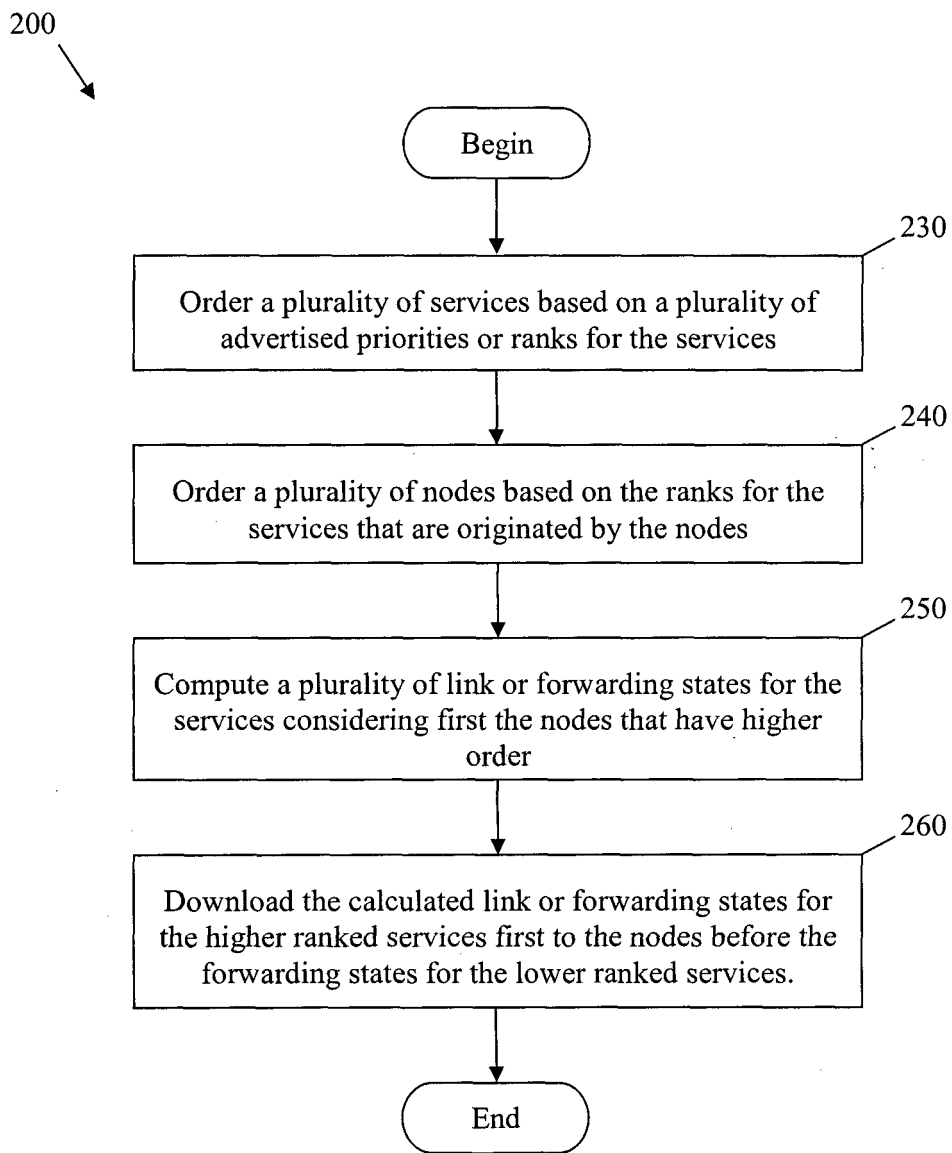 200
Begin
230
Order a plurality of services based on a plurality of
advertised priorities or ranks for the services
240
Order a plurality of nodes based on the ranks for the
services that are originated by the nodes
250
Compute a plurality of link or forwarding states for the
services considering first the nodes that have higher
order
260
Download the calculated link or forwarding states for
the higher ranked services first to the nodes before the
forwarding states for the lower ranked services.
End